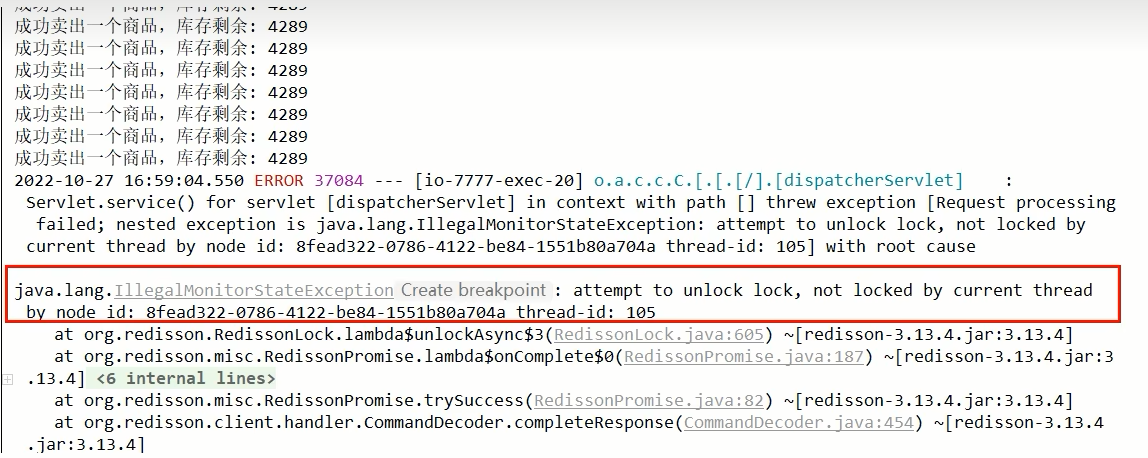 成功卖出一个商品，库存剩余: 4289
成功卖出一个商品，库存剩余: 4289
成功卖出一个商品，库存剩余: 4289
成功卖出一个商品，库存剩余: 4289
成功卖出一个商品，库存剩余: 4289
成功卖出一个商品，库存剩余: 4289
成功卖出一个商品，库存剩余: 4289
成功卖出一个商品，库存剩余: 4289
2022-10-27 16:59:04.550 ERROR 37084 --- [io-7777-exec-20] o.a.c.c.C.[.[.[/].[dispatcherServlet] :
Servlet.service() for servlet [dispatcherServlet] in context with path [] threw exception [Request processing
failed; nested exception is java.lang.IllegalMonitorStateException: attempt to unlock lock, not locked by
current thread by node id: 8fead322-0786-4122-be84-1551b80a704a thread-id: 105] with root cause
java.lang.IllegalMonitorStateException Create breakpoint : attempt to unlock lock, not locked by current thread
by node id: 8fead322-0786-4122-be84-1551b80a704a thread-id: 105
at org.redisson.RedissonLock.lambda$unlockAsync$3(RedissonLock.java:605) ~[redisson-3.13.4.jar:3.13.4]
at org.redisson.misc.RedissonPromise.lambda$onComplete$0(RedissonPromise.java:187) ~[redisson-3.13.4.jar:3
.13.4] <6 internal lines>
at org.redisson.misc.RedissonPromise.trySuccess(RedissonPromise.java:82) ~[redisson-3.13.4.jar:3.13.4]
at org.redisson.client.handler.CommandDecoder.completeResponse(CommandDecoder.java:454) ~[redisson-3.13.4
.jar:3.13.4]